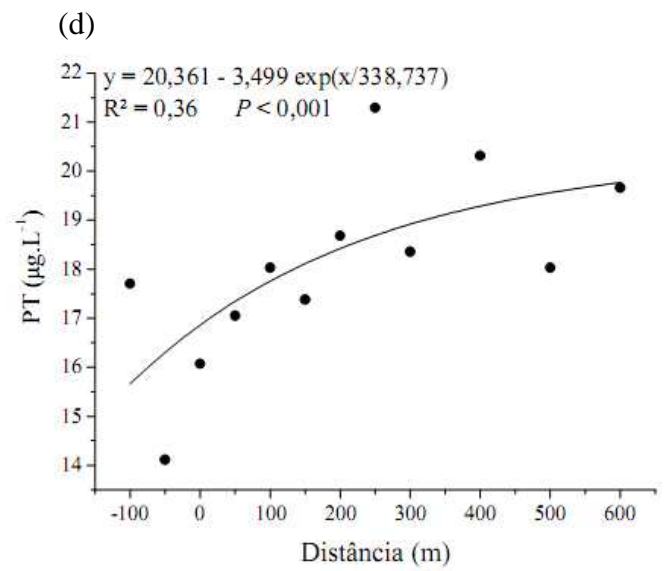 (d)
y = 20,361 - 3,499 exp(x/338,737)
R² = 0,36 P < 0,001
PT (µg.L⁻¹)
22
21
20
19
18
17
16
15
14
-100 0 100 200 300 400 500 600
Distância (m)